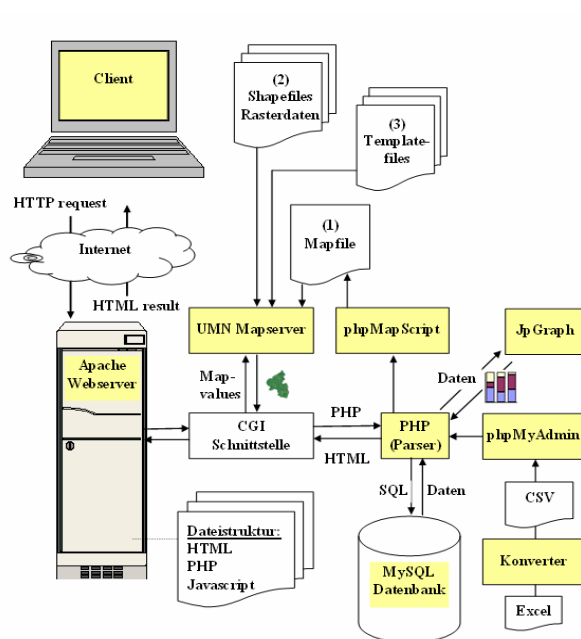 Client
(2)
Shapefiles
Rasterdaten
(3)
Template-
files
HTTP request
Internet
HTML result
(1)
Mapfile
UMN Mapserver
phpMapScript
JpGraph
Apache
Webserver
Map-
values
Daten
PHP
CGI
Schnittstelle
HTML
PHP
(Parser)
phpMyAdmin
SQL
Daten
CSV
Dateistruktur:
HTML
PHP
Javascript
MySQL
Datenbank
Konverter
Excel